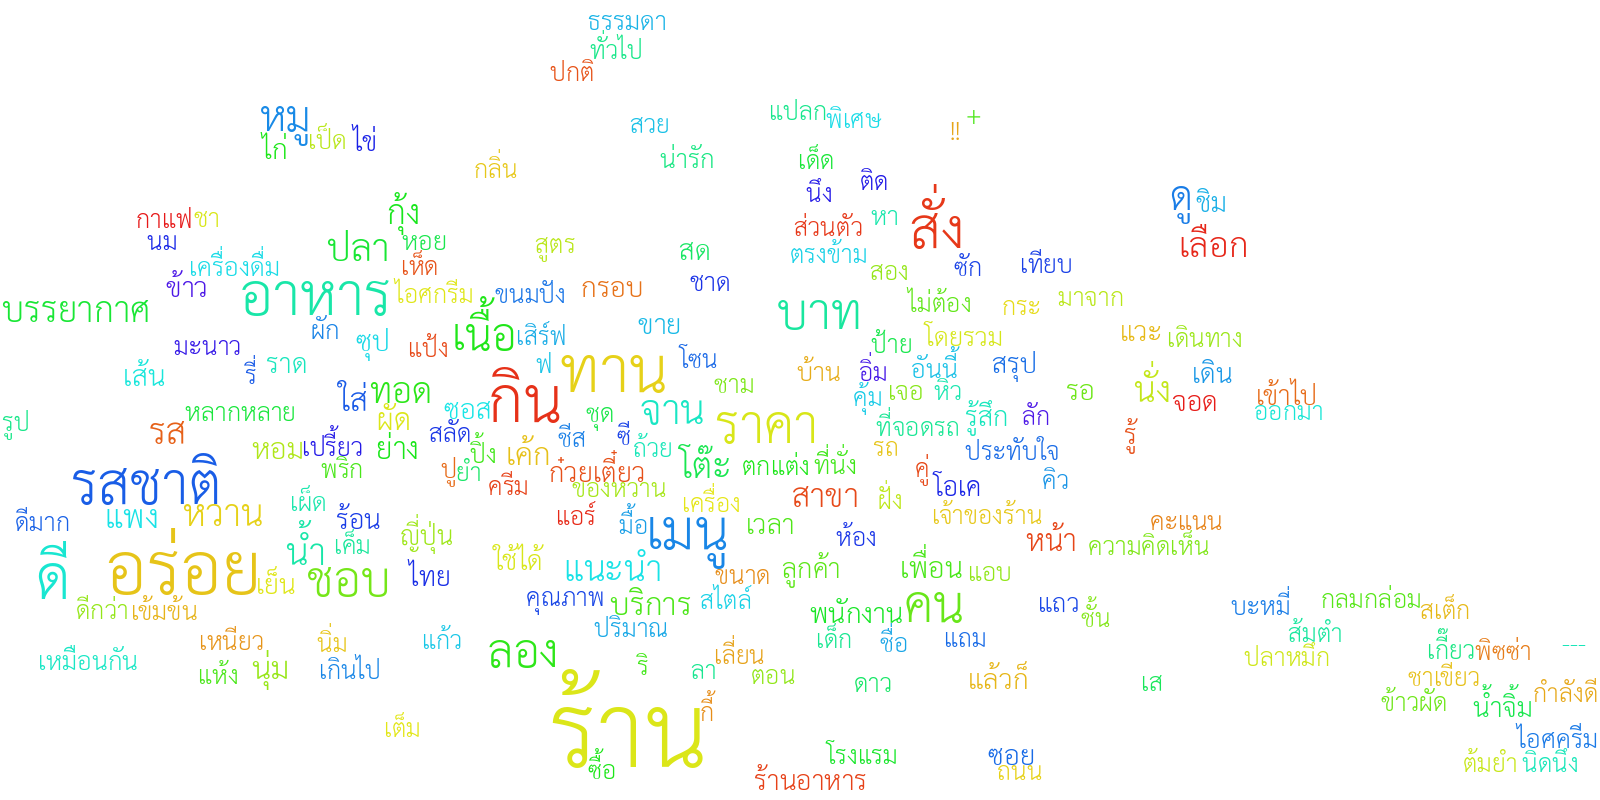 ธรรมดา
ทั่วไป
ปกติ
หมู
ไก่
เป็ด
ไข่
สวย
น่ารัก
กลิ่น
แปลก
พิเศษ
!!
+
เด็ด
นึง
ติด
สั่ง
ดู
ชิม
เลือก
กาแฟ
ชา
นม
กุ้ง
ปลา
หอย
เห็ด
สูตร
สด
ส่วนตัว
หา
ตรงข้าม
สอง
ซัก
เทียบ
เครื่องดื่ม
ข้าว
อาหาร
ไอศกรีม
ขนมปัง
กรอบ
ชาด
บาท
ไม่ต้อง
กระ
มาจาก
บรรยากาศ
ผัก
ซุป
แป้ง
เนื้อ
เสิร์ฟ
ฟ
ขาย
ป้าย
โดยรวม
แวะ
เดินทาง
มะนาว
รี่
ราด
เส้น
ทาน
โซน
ชาม
บ้าน
อิ่ม
อันนี้
สรุป
เดิน
ใส่
ทอด
กิน
จาน
ราคา
คุ้ม
เจอ
หิว
รอ
นั่ง
จอด
เข้าไป
ออกมา
รูป
หลากหลาย
ผัด
ซอส
ชุด
ที่จอดรถ
รู้สึก
ลัก
รู้
รส
หอม
เปรี้ยว
พริก
ย่าง
สลัด
ปิ้ง
เค้ก
ชีส
ซี
ถ้วย
โต๊ะ
ตกแต่ง
ที่นั่ง
รถ
ประทับใจ
รสชาติ
ปู
ยำ
ครีม
ก๋วยเตี๋ยว
ของหวาน
เครื่อง
สาขา
ฝั่ง
คู่
โอเค
คิว
ดีมาก
แพง
หวาน
เผ็ด
ร้อน
แอร์
มื้อ
เมนู
เวลา
ห้อง
เจ้าของร้าน
หน้า
คะแนน
ความคิดเห็น
ดี
อร่อย
เย็น
น้ำ
เค็ม
ชอบ
ญี่ปุ่น
ไทย
ใช้ได้
แนะนำ
ขนาด
ลูกค้า
เพื่อน
แอบ
ดีกว่า
เข้มข้น
คุณภาพ
บริการ
สไตล์
พนักงาน
คน
แถว
ชั้น
บะหมี่
กลมกล่อม
สเต็ก
เหมือนกัน
เหนียว
นิ่ม
แก้ว
ปริมาณ
เด็ก
ชื่อ
แถม
ส้มตำ
เกี๊ยว
พิซซ่า
---
แห้ง
นุ่ม
เกินไป
ลอง
ริ
ลา
เลี่ยน
ตอน
ดาว
แล้วก็
เส
ปลาหมึก
ชาเขียว
กำลังดี
เต็ม
ร้าน
กี้
ข้าวผัด
น้ำจิ้ม
ซื้อ
โรงแรม
ซอย
ถนน
ไอศครีม
ร้านอาหาร
ต้มยำ
นิดนึง